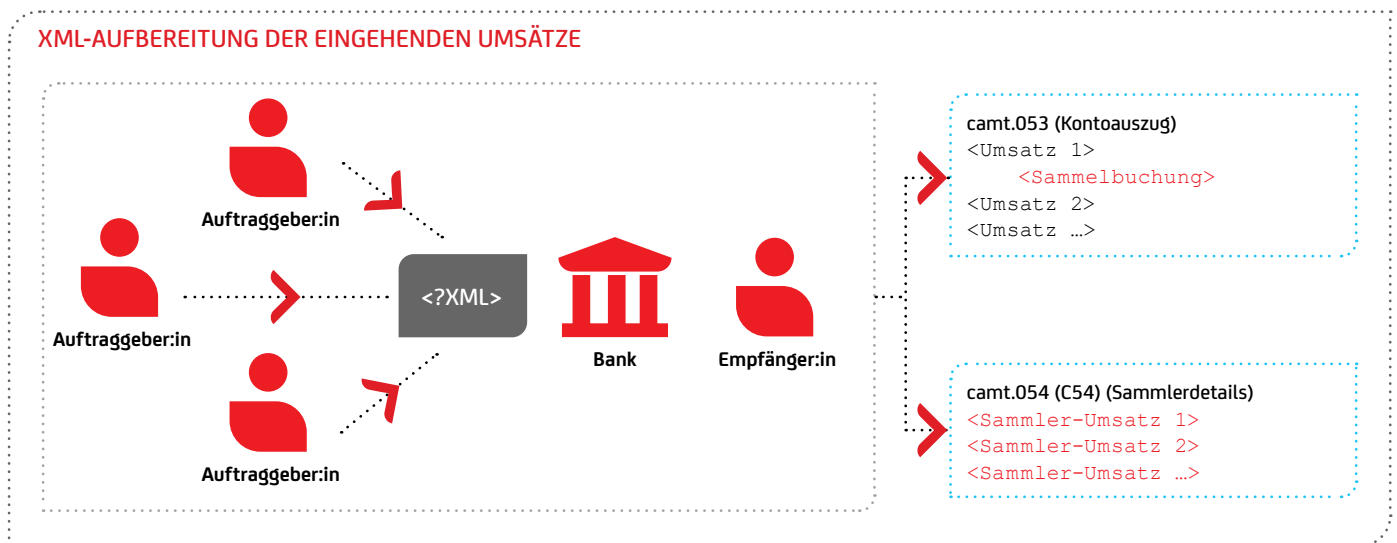 XML-AUFBEREITUNG DER EINGEHENDEN UMSÄTZE
Auftraggeber:in
Auftraggeber:in
Auftraggeber:in
<?XML>
Bank
Empfänger:in
camt.053 (Kontoauszug)
<Umsatz 1>
<Sammelbuchung>
<Umsatz 2>
<Umsatz …>
camt.054 (C54) (Sammlerdetails)
<Sammler-Umsatz 1>
<Sammler-Umsatz 2>
<Sammler-Umsatz …>